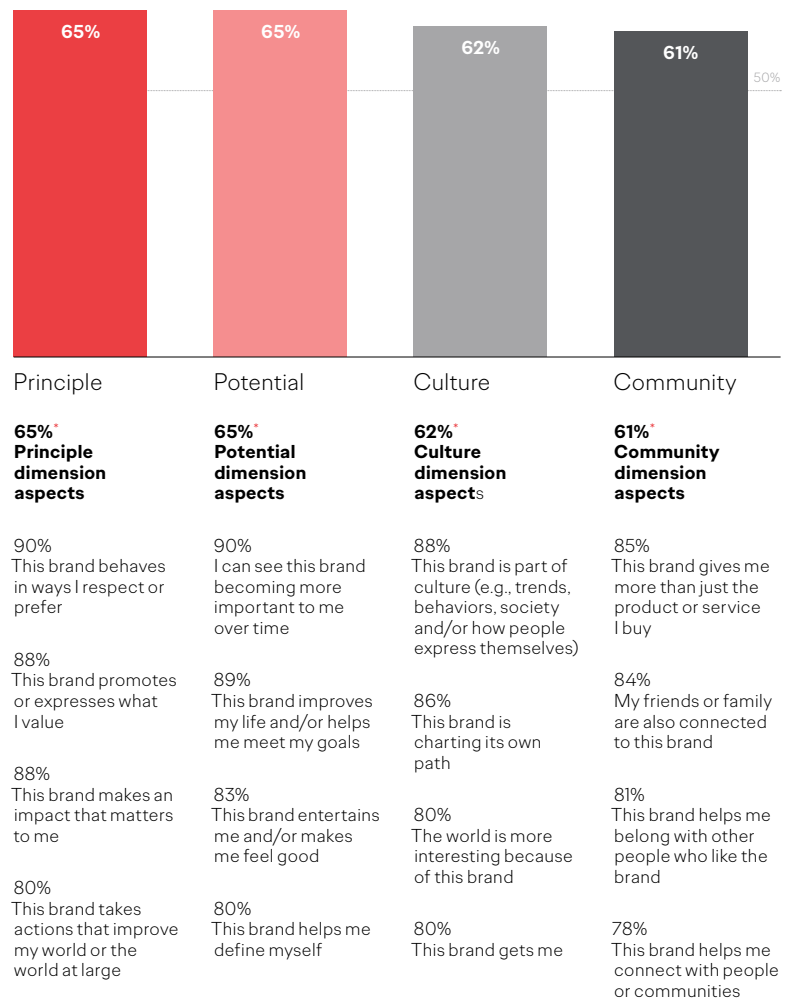 65%
65%
62%
61%
50%
Principle
Potential
Culture
Community
65%*
Principle
dimension
aspects
90%
This brand behaves
in ways I respect or
prefer
88%
This brand promotes
or expresses what
I value
88%
This brand makes an
impact that matters
to me
80%
This brand takes
actions that improve
my world or the
world at large
65%*
Potential
dimension
aspects
90%
I can see this brand
becoming more
important to me
over time
89%
This brand improves
my life and/or helps
me meet my goals
83%
This brand entertains
me and/or makes
me feel good
80%
This brand helps me
define myself
62%*
Culture
dimension
aspects
88%
This brand is part of
culture (e.g., trends,
behaviors, society
and/or how people
express themselves)
86%
This brand is
charting its own
path
80%
The world is more
interesting because
of this brand
80%
This brand gets me
61%*
Community
dimension
aspects
85%
This brand gives me
more than just the
product or service
I buy
84%
My friends or family
are also connected
to this brand
81%
This brand helps me
belong with other
people who like the
brand
78%
This brand helps me
connect with people
or communities